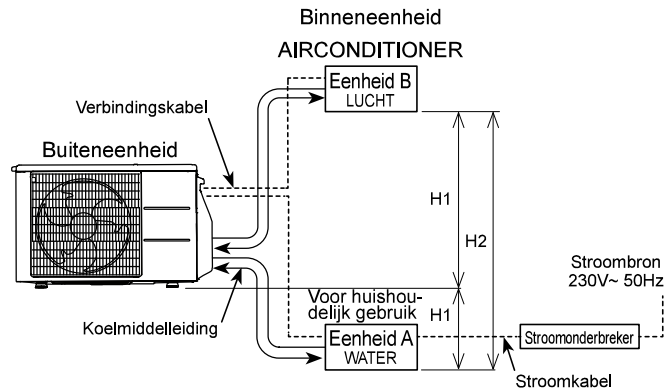 Binneneenheid
AIRCONDITIONER
Eenheid B
LUCHT
Verbindingskabel
Buiteneenheid
H1
H2
Stroombron
230V~ 50Hz
Voor huishou-
delijk gebruik
H1
Koelmiddelleiding
Eenheid A
WATER
Stroomonderbreker
Stroomkabel